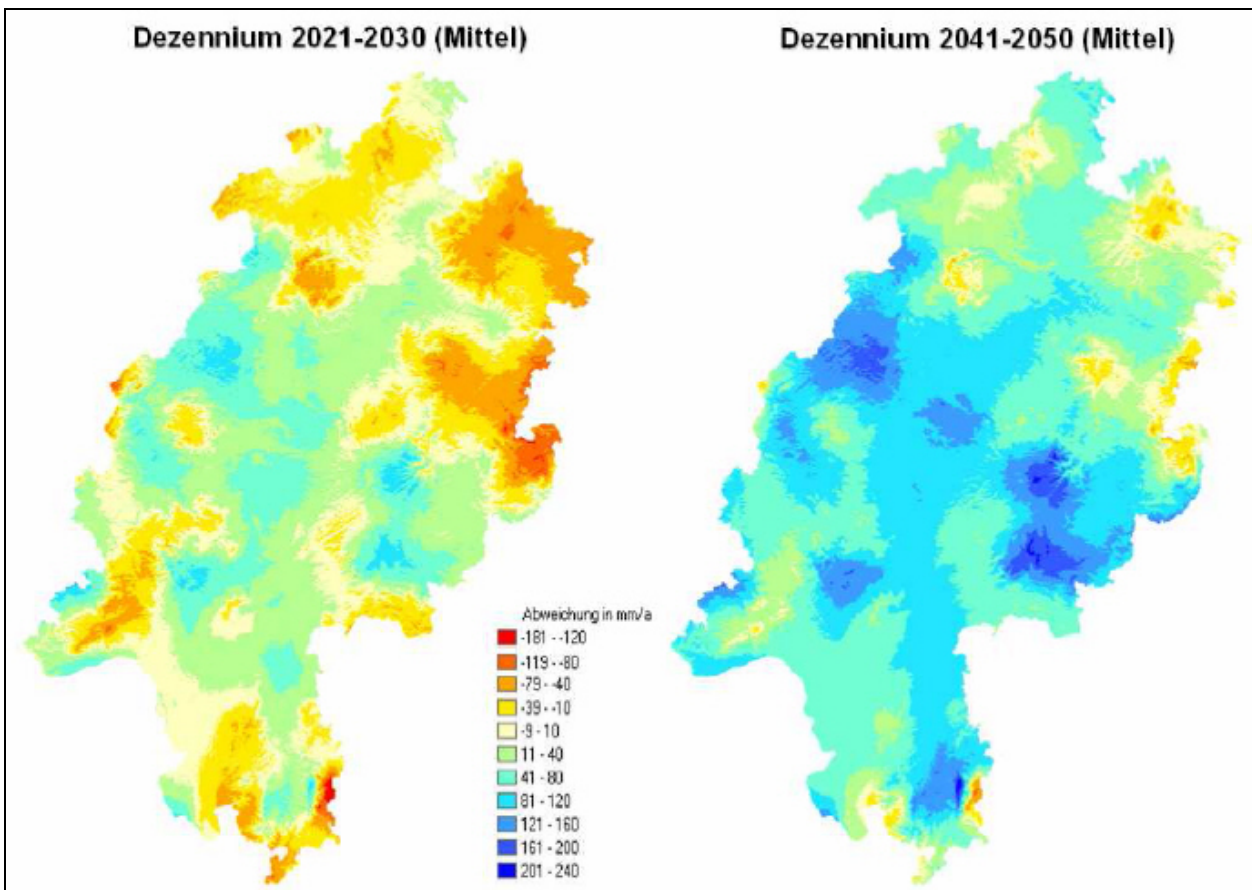 Dezennium 2021-2030 (Mittel)
Dezennium 2041-2050 (Mittel)
Abweichung in mm/a
-181 - -120
-119 - -80
-79 - -40
-39 - -10
-9 - 10
11 - 40
41 - 80
81 - 120
121 - 160
161 - 200
201 - 240